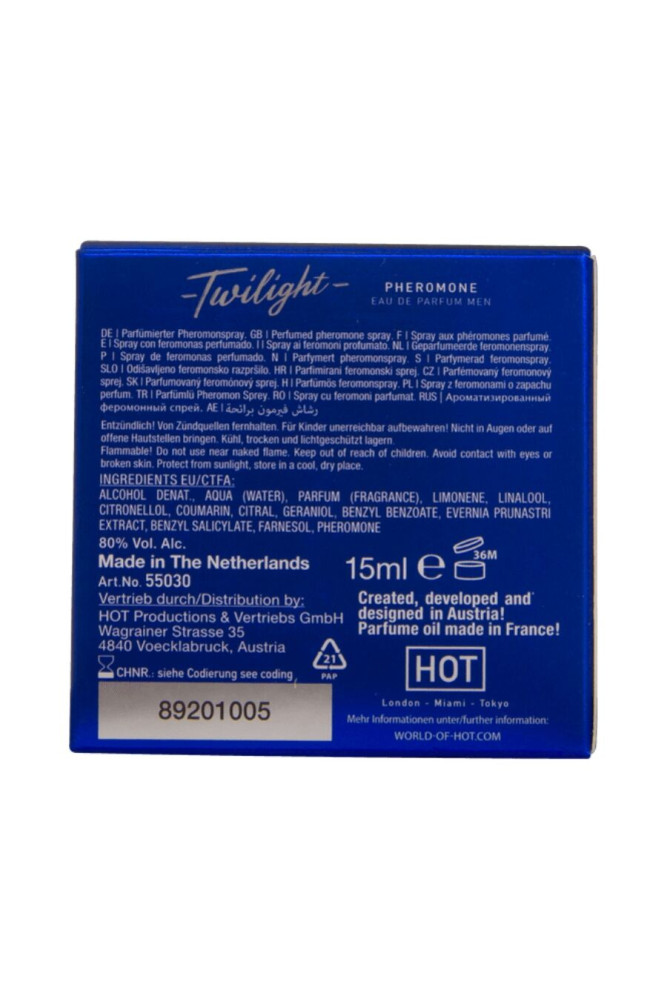 -Twilight-
PHEROMONE
EAU DE PARFUM MEN
DE | Parfümierter Pheromonspray. GB | Perfumed pheromone spray. F | Spray aux phéromones parfumé.
E | Spray con feromonas perfumado. I | Spray ai feromoni profumato. NL | Geparfumeerde feromonenspray.
P | Spray de feromonas perfumado. N | Parfymert pheromonspray. S | Parfymerad feromonspray.
SLO | Odišavljeno feromonsko razpršilo. HR | Parfimirani feromonski sprej. CZ | Parfémovaný feromonový
sprej. SK | Parfumovaný feromónový sprej. H | Parfümös feromonspray. PL | Spray z feromonami o zapachu
perfum. TR | Parfümlü Pheromon Sprey. RO | Spray cu feromoni parfumat. RUS | Ароматизированный
феромонный спрей. AE | رشاش فيرمون برائحة
Entzündlich! Von Zündquellen fernhalten. Für Kinder unerreichbar aufbewahren! Nicht in Augen oder auf
offene Hautstellen bringen. Kühl, trocken und lichtgeschützt lagern.
Flammable! Do not use near naked flame. Keep out of reach of children. Avoid contact with eyes or
broken skin. Protect from sunlight, store in a cool, dry place.
INGREDIENTS EU/CTFA:
ALCOHOL DENAT., AQUA (WATER), PARFUM (FRAGRANCE), LIMONENE, LINALOOL,
CITRONELLOL, COUMARIN, CITRAL, GERANIOL, BENZYL BENZOATE, EVERNIA PRUNASTRI
EXTRACT, BENZYL SALICYLATE, FARNESOL, PHEROMONE
80% Vol. Alc.
Made in The Netherlands
Art.No. 55030
Vertrieb durch/Distribution by:
HOT Productions & Vertriebs GmbH
Wagrainer Strasse 35
4840 Voecklabruck, Austria
21
PAP
CHNR.: siehe Codierung see coding
89201005
15ml e
36M
Created, developed and
designed in Austria!
Parfume oil made in France!
HOT
London - Miami - Tokyo
Mehr Informationen unter/further information:
WORLD-OF-HOT.COM